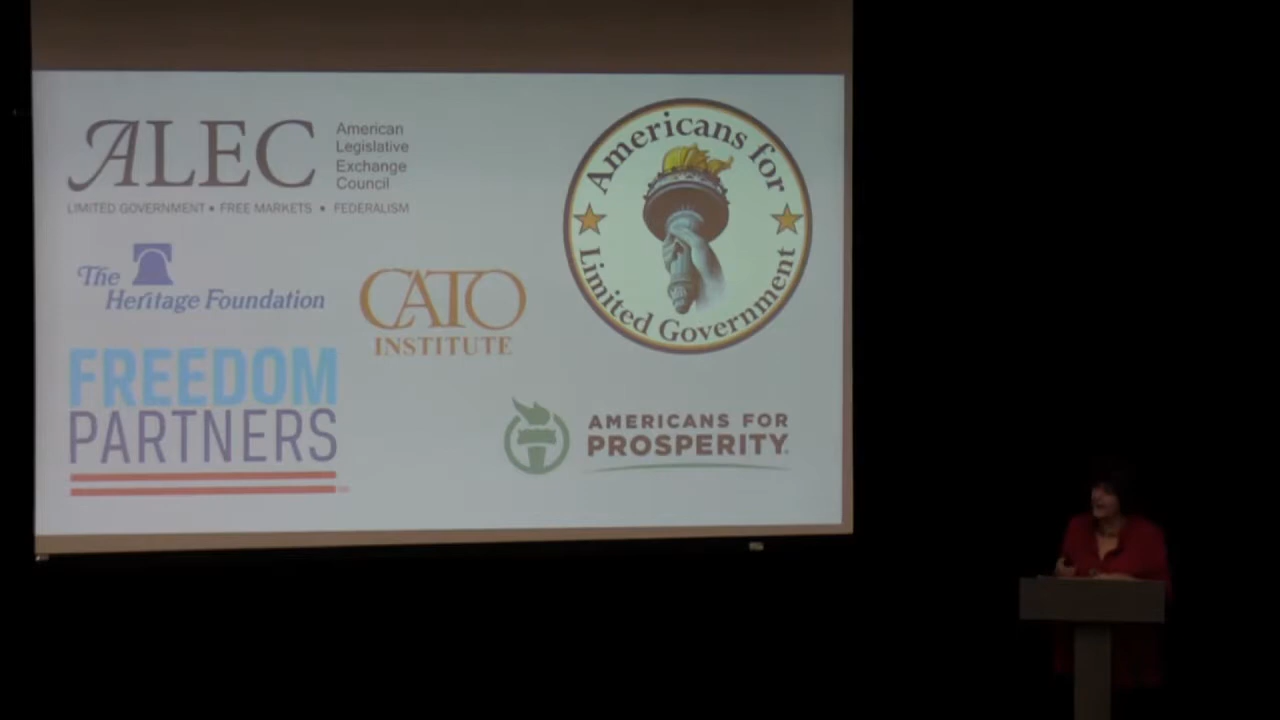 ALEC
American
Legislative
Exchange
Council
LIMITED GOVERNMENT • FREE MARKETS • FEDERALISM
Americans for
Limited Government
The
Heritage Foundation
CATO
INSTITUTE
FREEDOM
PARTNERS
AMERICANS FOR
PROSPERITY